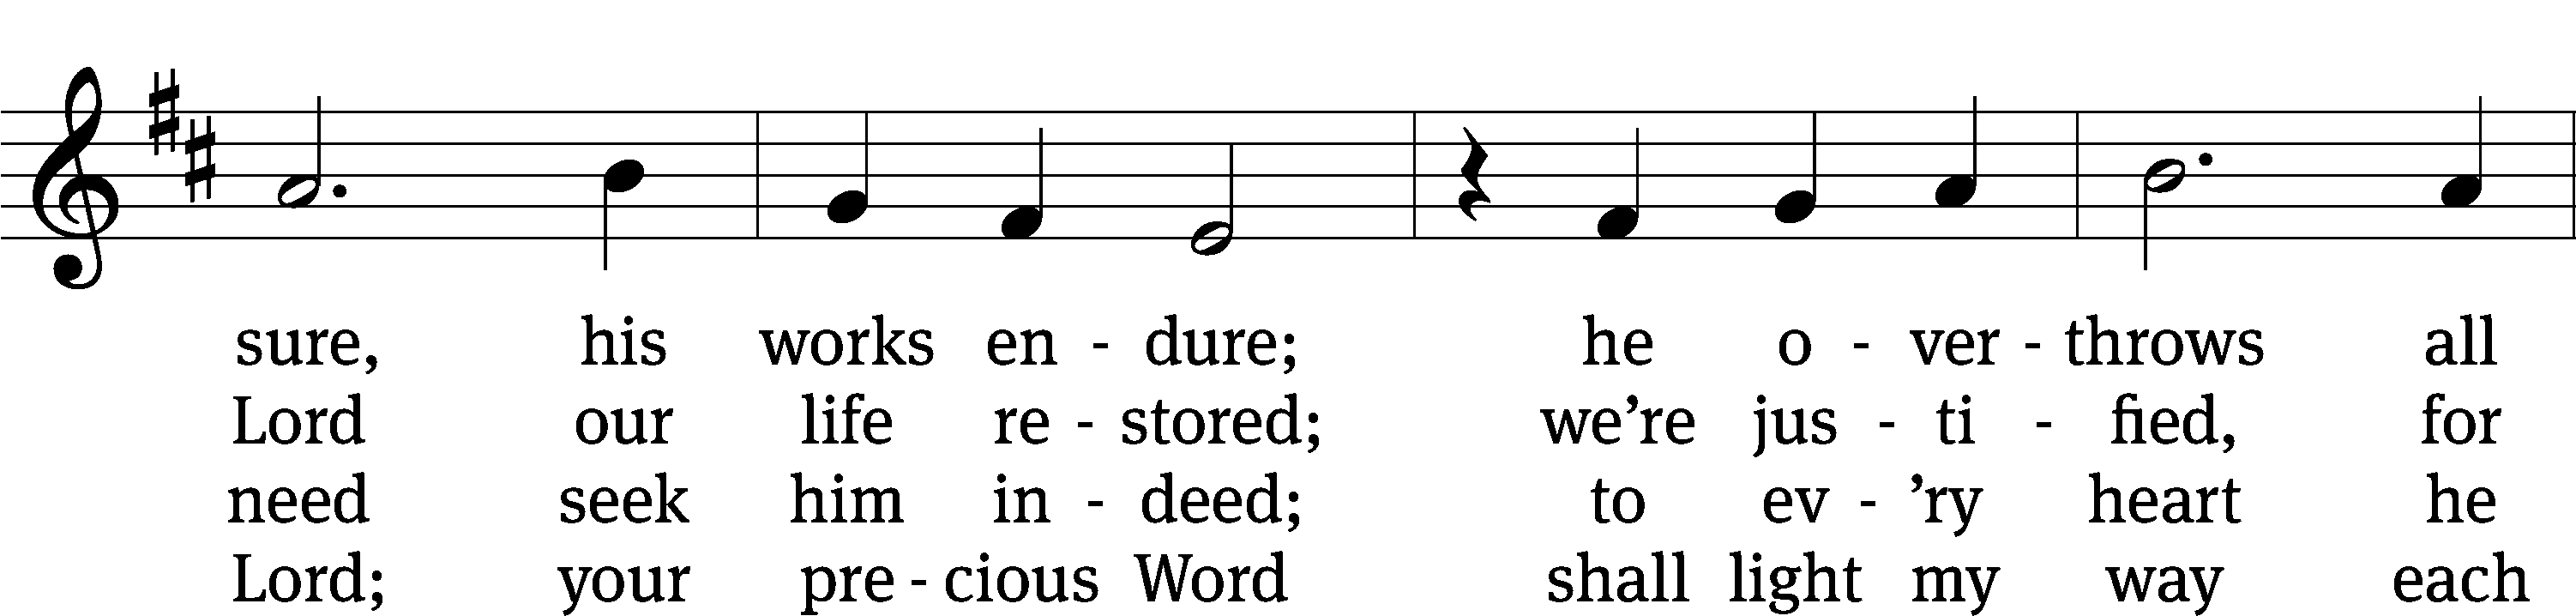 sure, his works en - dure; he o - ver - throws all
Lord our life re - stored; we’re jus - ti - fied, for
need seek him in - deed; to ev - ’ry heart he
Lord; your pre - cious Word shall light my way each